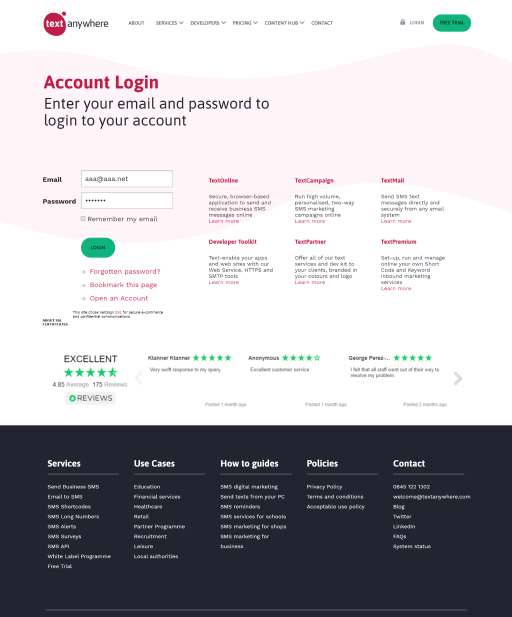 text anywhere
ABOUT SERVICES DEVELOPERS PRICING CONTENT HUB CONTACT
LOGIN FREE TRIAL
Account Login
Enter your email and password to
login to your account
Email aaa@aaa.net
Password •••••••
Remember my email
LOGIN
Forgotten password?
Bookmark this page
Open an Account
ABOUT SSL
CERTIFICATES
This site chose VeriSign SSL for secure e-commerce
and confidential communications.
TextOnline
Secure, browser-based
application to send and
receive business SMS
messages online
Learn more
TextCampaign
Run high volume,
personalised, two-way
SMS marketing
campaigns online
Learn more
TextMail
Send SMS text
messages directly and
securely from any email
system
Learn more
Developer Toolkit
Text-enable your apps
and web sites with our
Web Service, HTTPS and
SMTP tools
Learn more
TextPartner
Offer all of our text
services and dev kit to
your clients, branded in
your colours and logo
Learn more
TextPremium
Set-up, run and manage
online your own Short
Code and Keyword
inbound marketing
services
Learn more
EXCELLENT
4.85 Average 175 Reviews
REVIEWS
Ktanner Ktanner
Very swift response to my query.
Posted 1 month ago
Anonymous
Excellent customer service
Posted 1 month ago
George Perez-...
I felt that all staff went out of their way to
resolve my problem.
Posted 2 months ago
Services
Send Business SMS
Email to SMS
SMS Shortcodes
SMS Long Numbers
SMS Alerts
SMS Surveys
SMS API
White Label Programme
Free Trial
Use Cases
Education
Financial services
Healthcare
Retail
Partner Programme
Recruitment
Leisure
Local authorities
How to guides
SMS digital marketing
Send texts from your PC
SMS reminders
SMS services for schools
SMS marketing for shops
SMS marketing for
business
Policies
Privacy Policy
Terms and conditions
Acceptable use policy
Contact
0845 122 1302
welcome@textanywhere.com
Blog
Twitter
LinkedIn
FAQs
System status